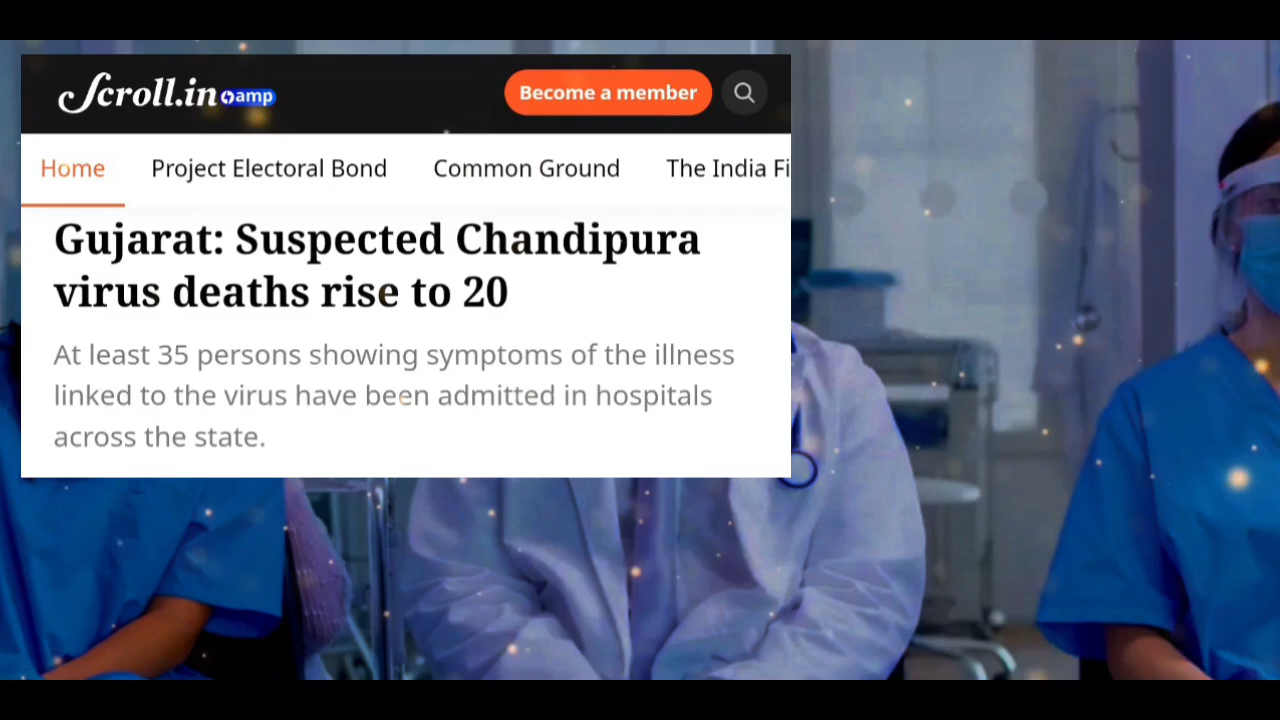 Scroll.in amp
Become a member
Home Project Electoral Bond Common Ground The India Fi
Gujarat: Suspected Chandipura
virus deaths rise to 20
At least 35 persons showing symptoms of the illness
linked to the virus have been admitted in hospitals
across the state.